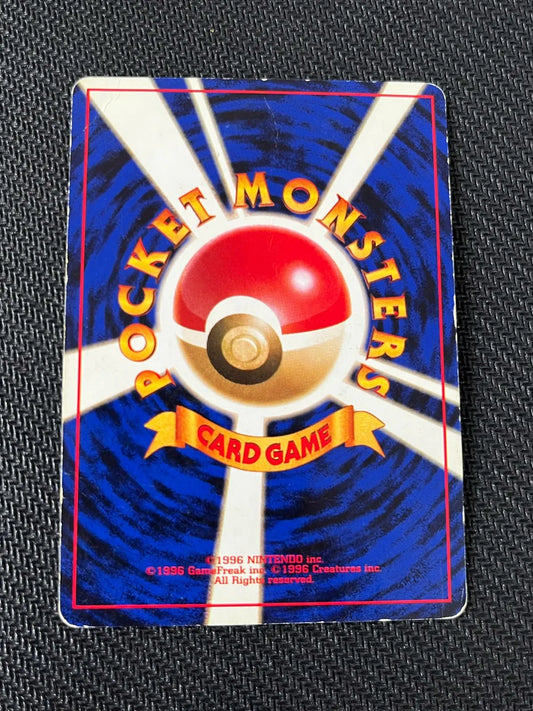 POCKET MONSTERS
CARD GAME
©1996 NINTENDO inc.
©1996 GameFreak inc. ©1996 Creatures inc.
All Rights reserved.